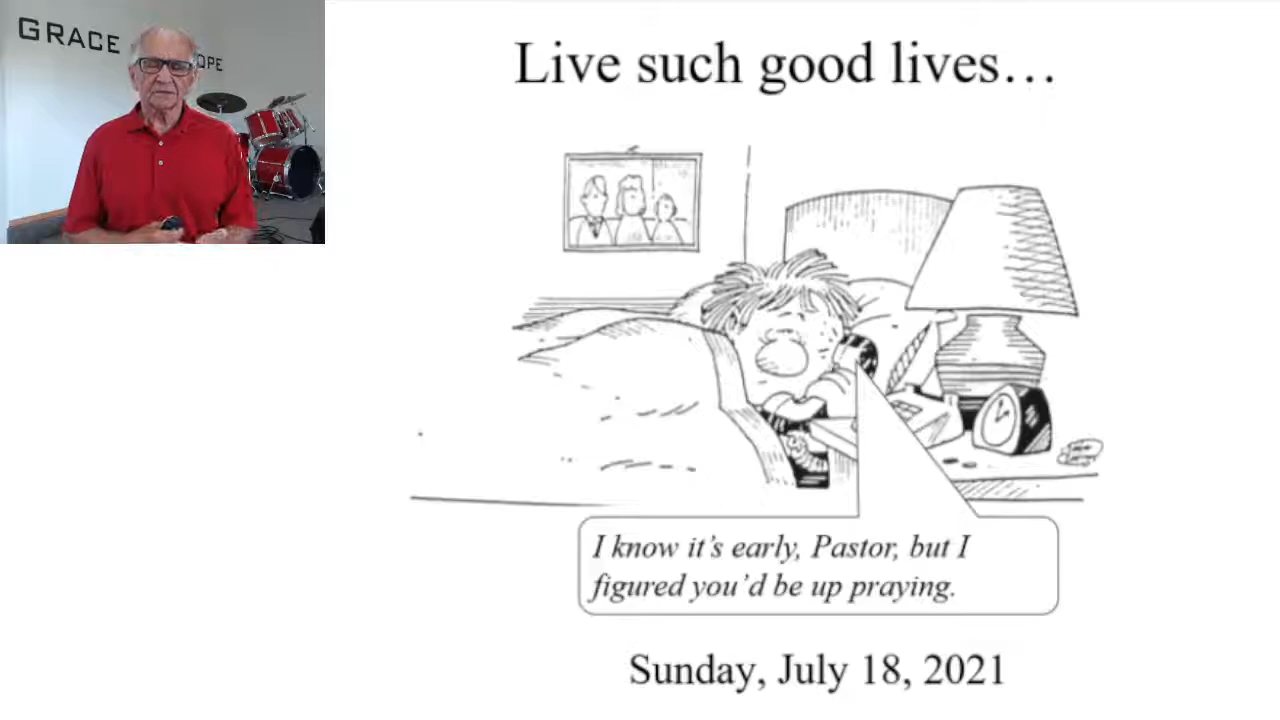 GRACE
OPE
Live such good lives…
I know it's early, Pastor, but I
figured you'd be up praying.
Sunday, July 18, 2021